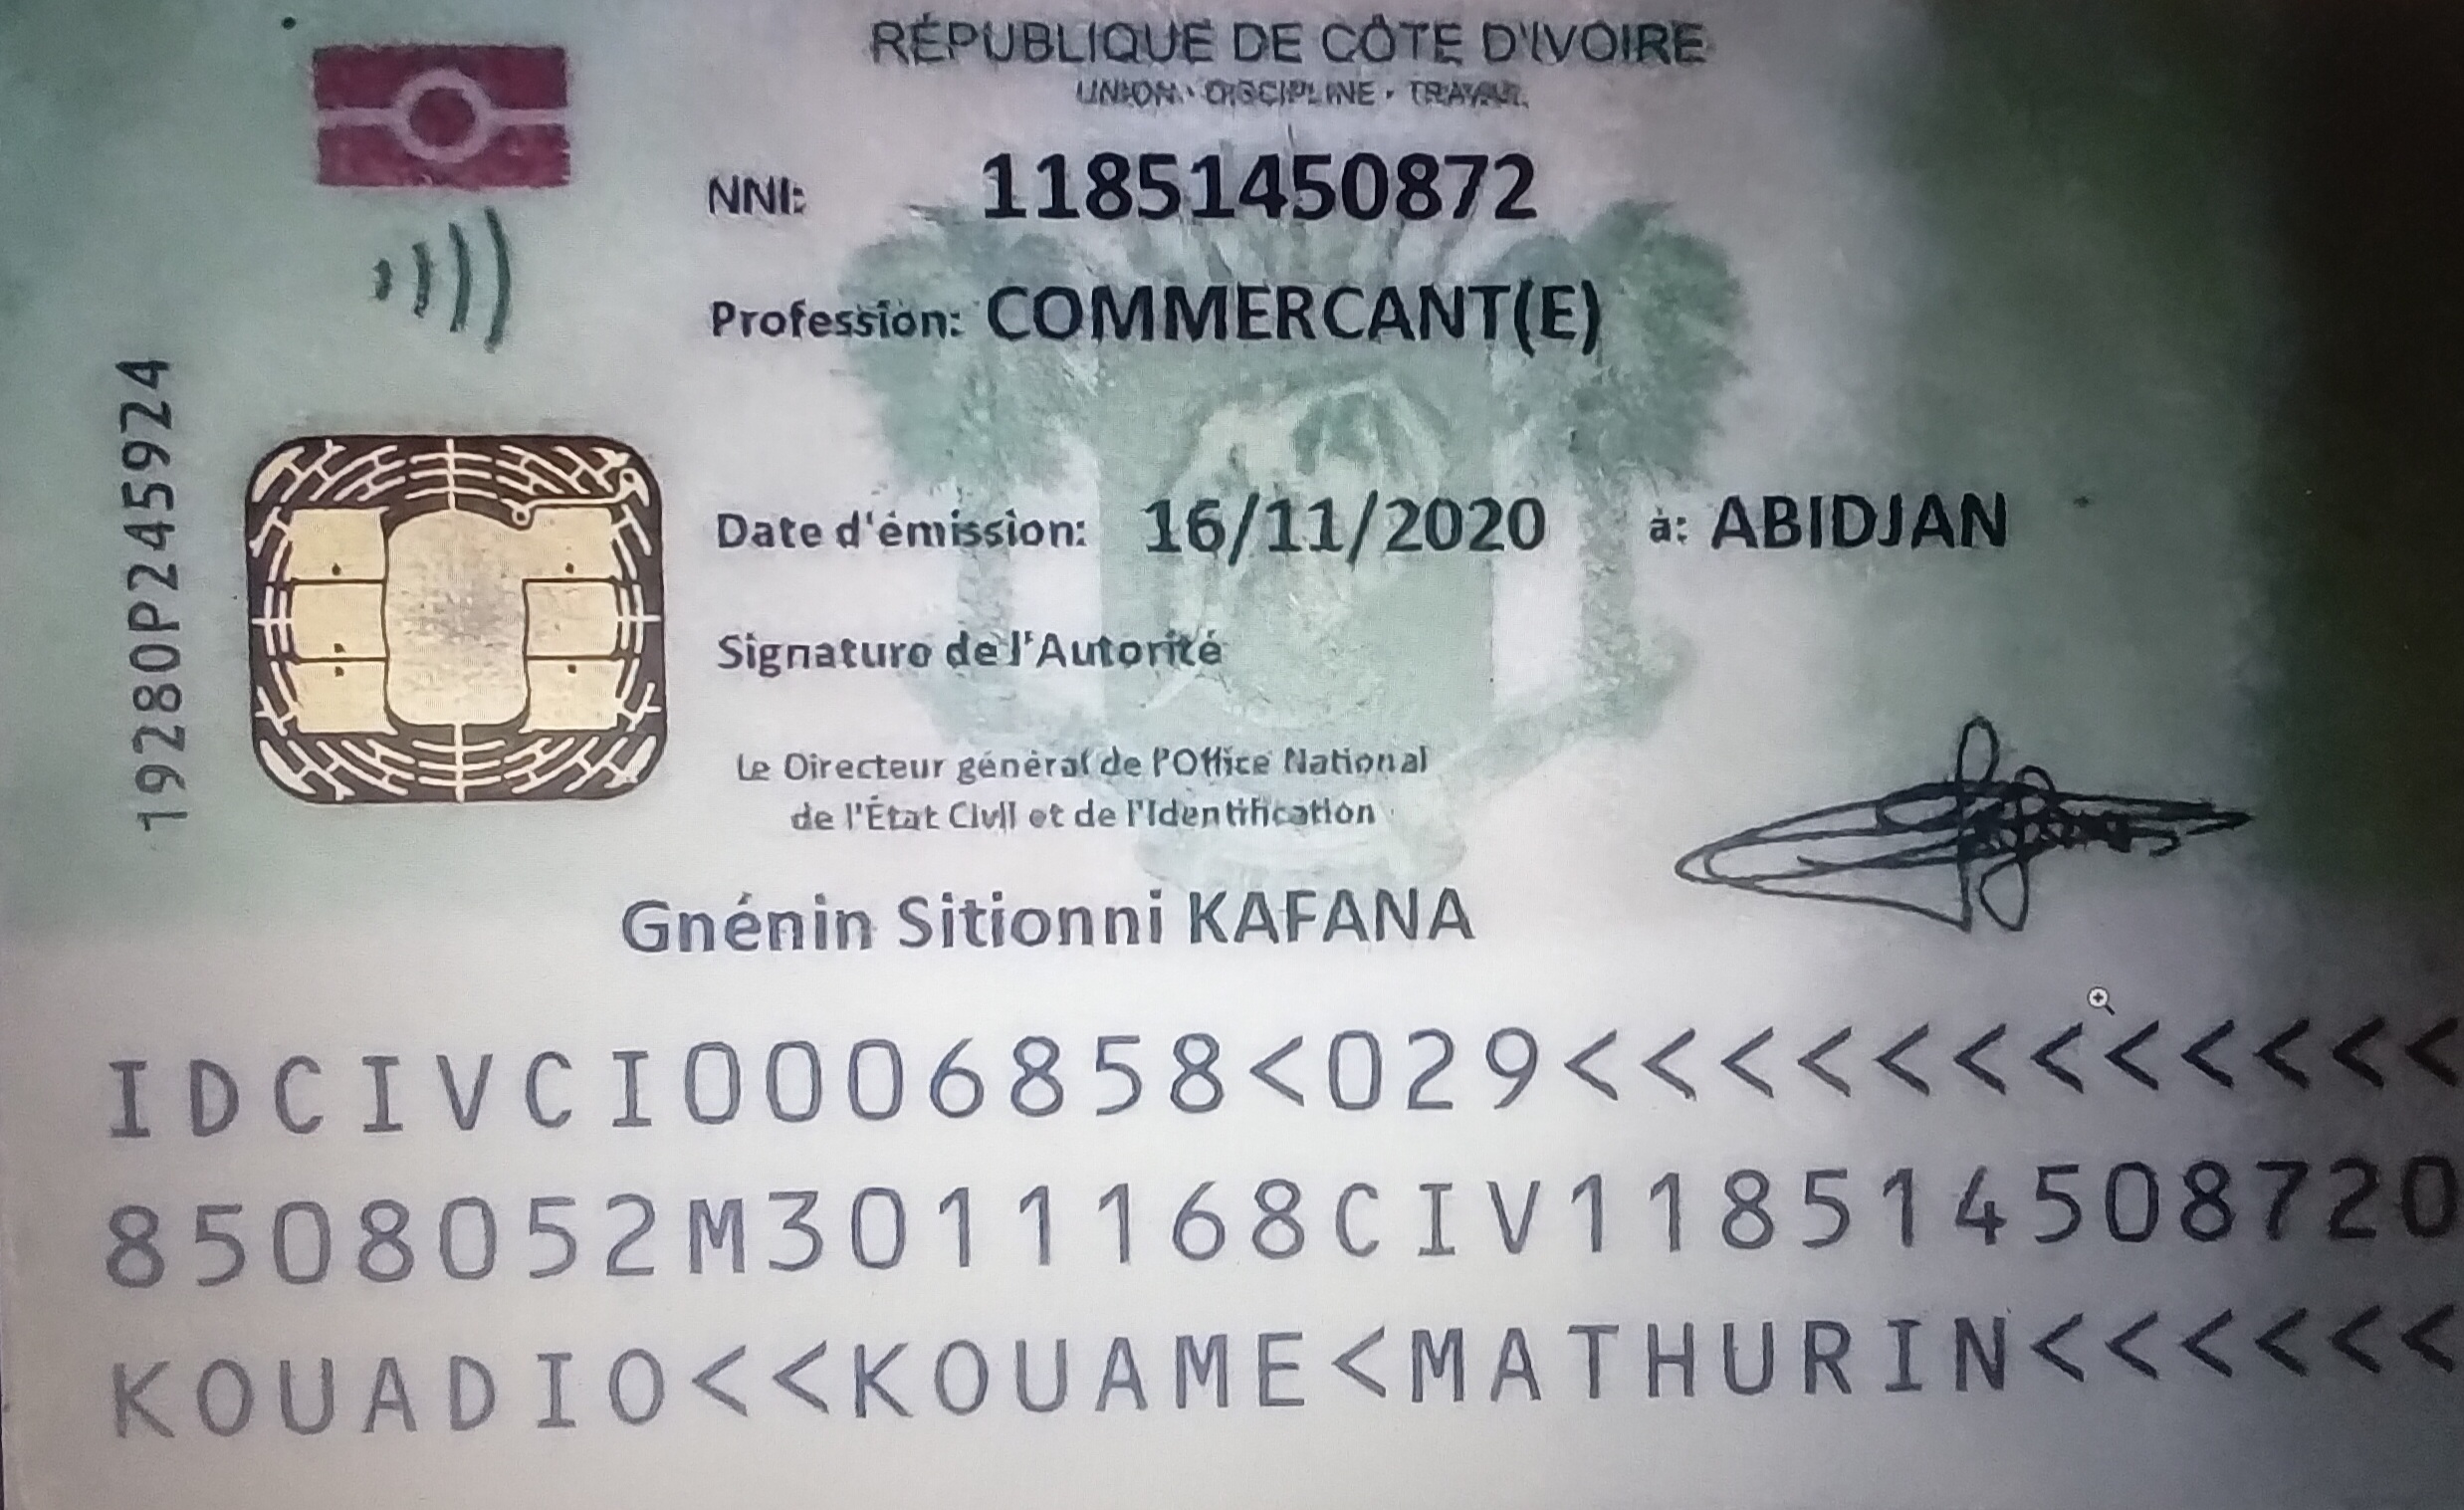 RÉPUBLIQUE DE CÔTE D'IVOIRE
UNION · DISCIPLINE · TRAVAIL
NNI: 11851450872
Profession: COMMERCANT(E)
19280P245924
Date d'émission: 16/11/2020 à: ABIDJAN
Signature de l'Autorité
Le Directeur général de l'Office National
de l'État Civil et de l'Identification
Gnénin Sitionni KAFANA
IDCIVCI0006858<029<<<<<<<<<<<<
8508052M3011168CIV118514508720
KOUADIO<<KOUAME<MATHURIN<<<<<<